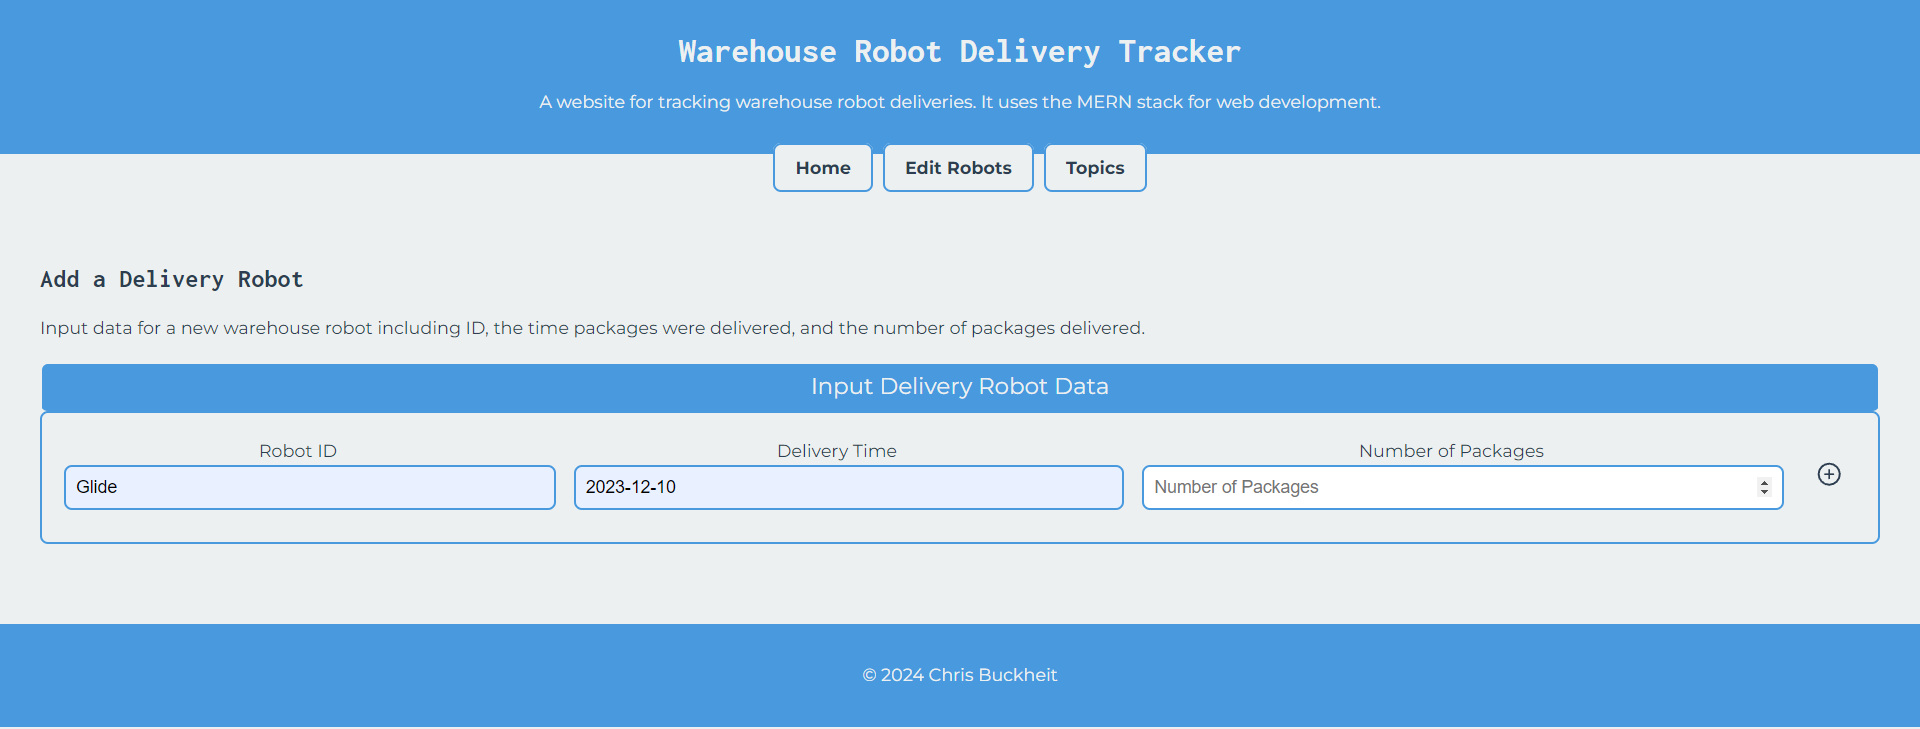 Warehouse Robot Delivery Tracker
A website for tracking warehouse robot deliveries. It uses the MERN stack for web development.
Home Edit Robots Topics
Add a Delivery Robot
Input data for a new warehouse robot including ID, the time packages were delivered, and the number of packages delivered.
Input Delivery Robot Data
Robot ID Delivery Time Number of Packages
Glide 2023-12-10 Number of Packages
© 2024 Chris Buckheit